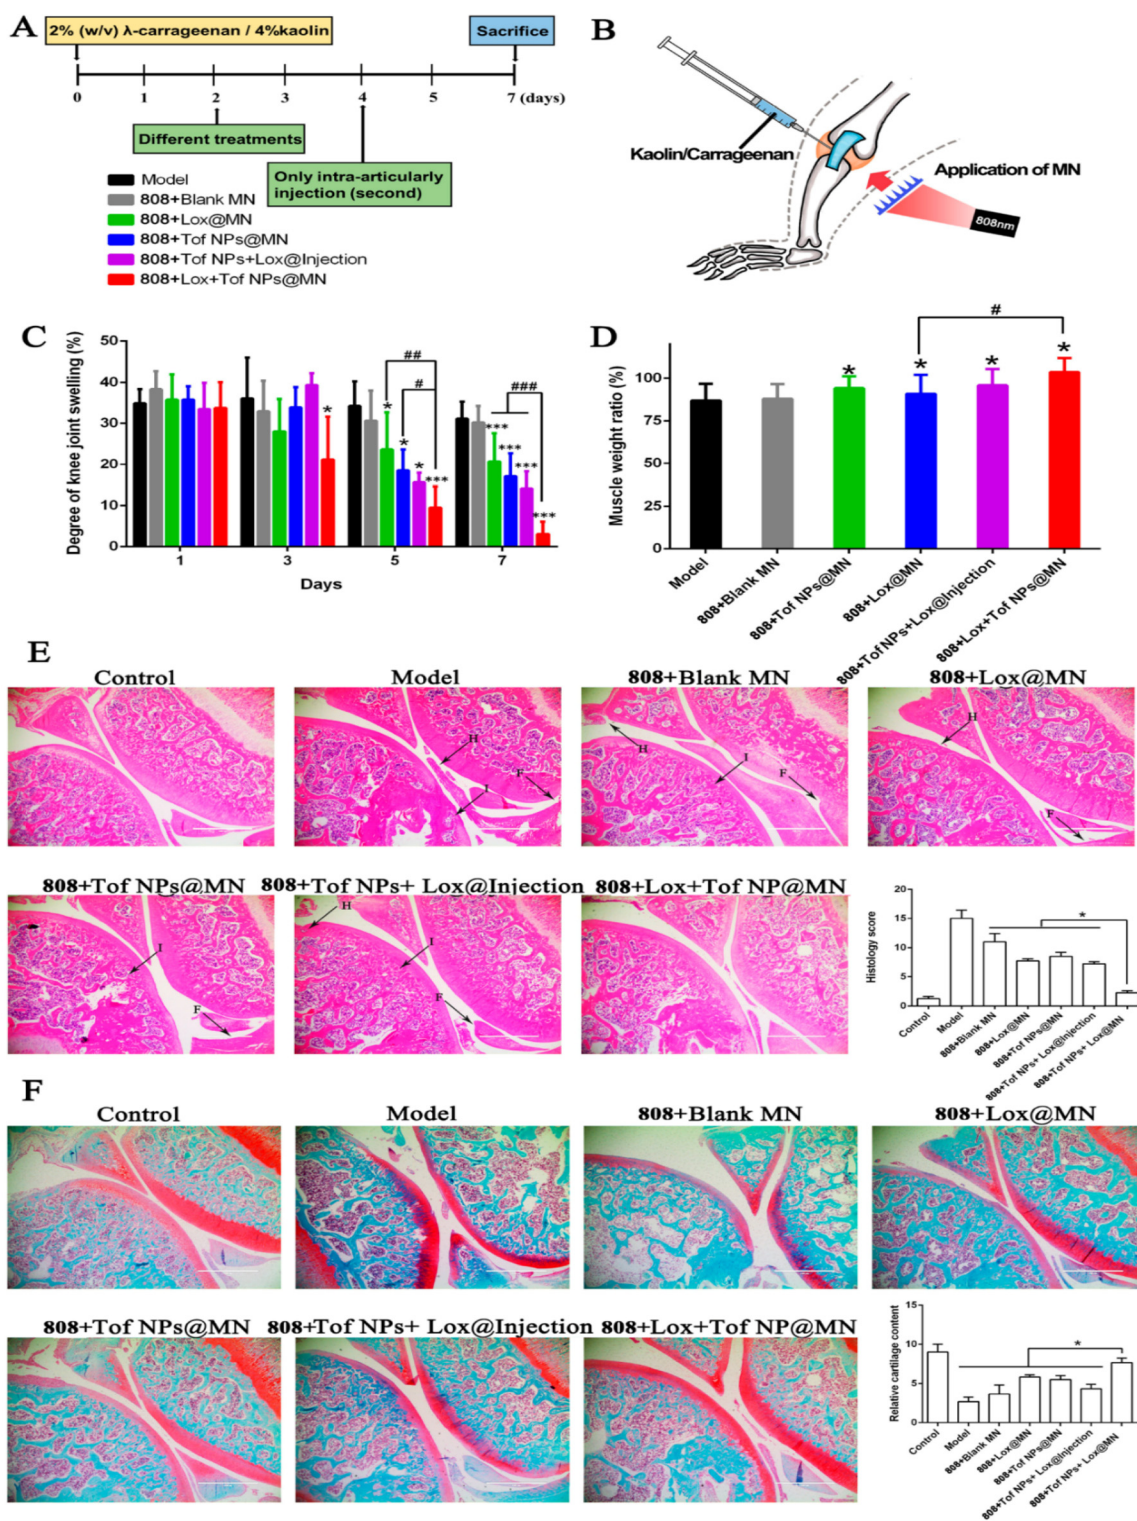 A
2% (w/v) λ-carrageenan / 4%kaolin
Sacrifice
0 1 2 3 4 5 7 (days)
Different treatments
Only intra-articularly
injection (second)
Model
808+Blank MN
808+Lox@MN
808+Tof NPs@MN
808+Tof NPs+Lox@Injection
808+Lox+Tof NPs@MN
B
Kaolin/Carrageenan
Application of MN
808nm
C
Degree of knee joint swelling (%)
50
40
30
20
10
0
*
##
#
*
*
*
***
###
***
***
***
***
1 3 5 7
Days
D
Muscle weight ratio (%)
100
75
50
25
0
#
* * * *
Model
808+Blank MN
808+Tof NPs@MN
808+Lox@MN
808+Tof NPs+Lox@Injection
808+Lox+Tof NPs@MN
E
Control Model 808+Blank MN 808+Lox@MN
H
I
F
H
I
F
H
F
808+Tof NPs@MN 808+Tof NPs+ Lox@Injection 808+Lox+Tof NP@MN
I
F
H
I
F
Histology score
20
15
10
5
0
*
Control
Model
808+Blank MN
808+Lox@MN
808+Tof NPs@MN
808+Tof NPs+ Lox@Injection
808+Tof NPs+ Lox@MN
F
Control Model 808+Blank MN 808+Lox@MN
808+Tof NPs@MN 808+Tof NPs+ Lox@Injection 808+Lox+Tof NP@MN
Relative cartilage content
15
10
5
0
*
Control
Model
808+Blank MN
808+Lox@MN
808+Tof NPs@MN
808+Tof NPs+ Lox@Injection
808+Tof NPs+ Lox@MN